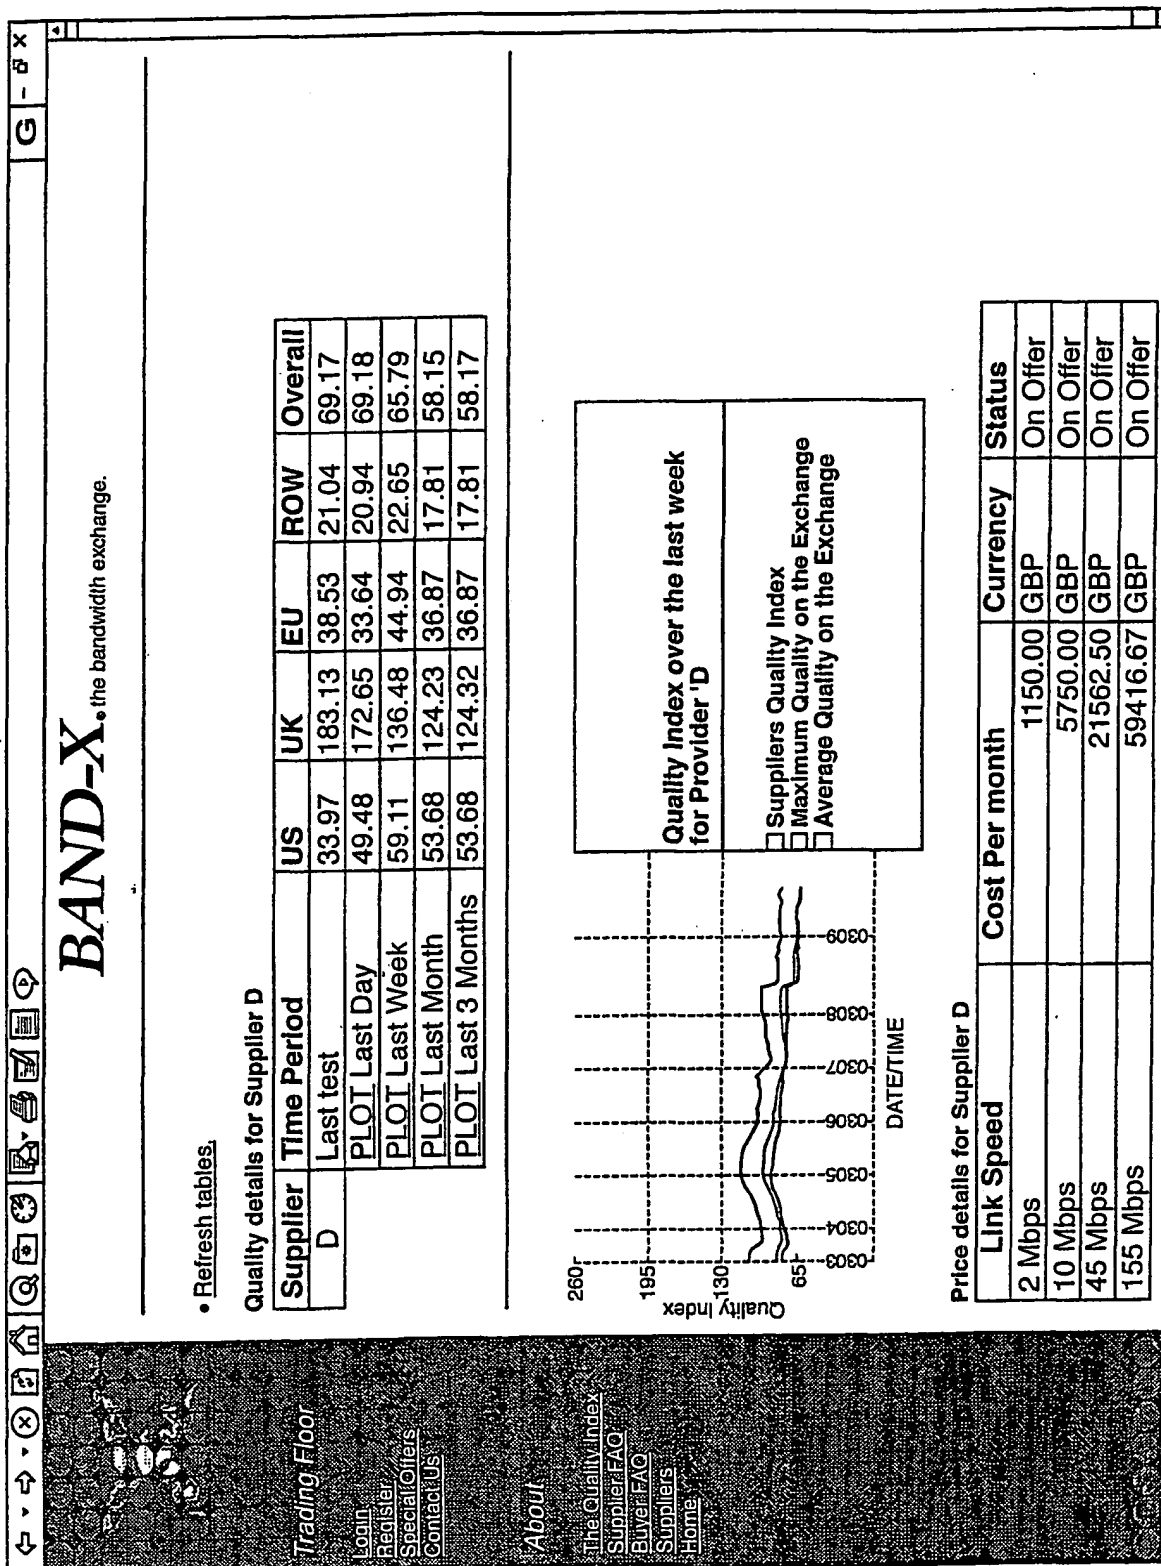 G
BAND-X. the bandwidth exchange.
Trading Floor
Login
Register
Special Offers
Contact Us
About
The Quality Index
Supplier FAQ
Buyer FAQ
Suppliers
Home
• Refresh tables.
Quality details for Supplier D
Supplier Time Period US UK EU ROW Overall
D Last test 33.97 183.13 38.53 21.04 69.17
PLOT Last Day 49.48 172.65 33.64 20.94 69.18
PLOT Last Week 59.11 136.48 44.94 22.65 65.79
PLOT Last Month 53.68 124.23 36.87 17.81 58.15
PLOT Last 3 Months 53.68 124.32 36.87 17.81 58.17
Quality Index
260
195
130
65
0303 0304 0305 0306 0307 0308 0309
DATE/TIME
Quality Index over the last week
for Provider 'D
Suppliers Quality Index
Maximum Quality on the Exchange
Average Quality on the Exchange
Price details for Supplier D
Link Speed Cost Per month Currency Status
2 Mbps 1150.00 GBP On Offer
10 Mbps 5750.00 GBP On Offer
45 Mbps 21562.50 GBP On Offer
155 Mbps 59416.67 GBP On Offer